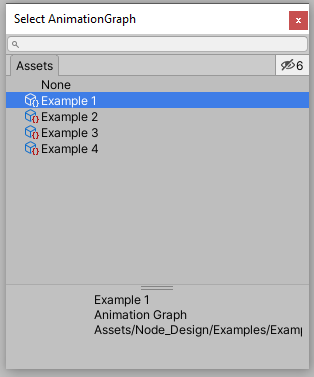 Select AnimationGraph
x
Assets
6
None
Example 1
Example 2
Example 3
Example 4
Example 1
Animation Graph
Assets/Node_Design/Examples/Examp